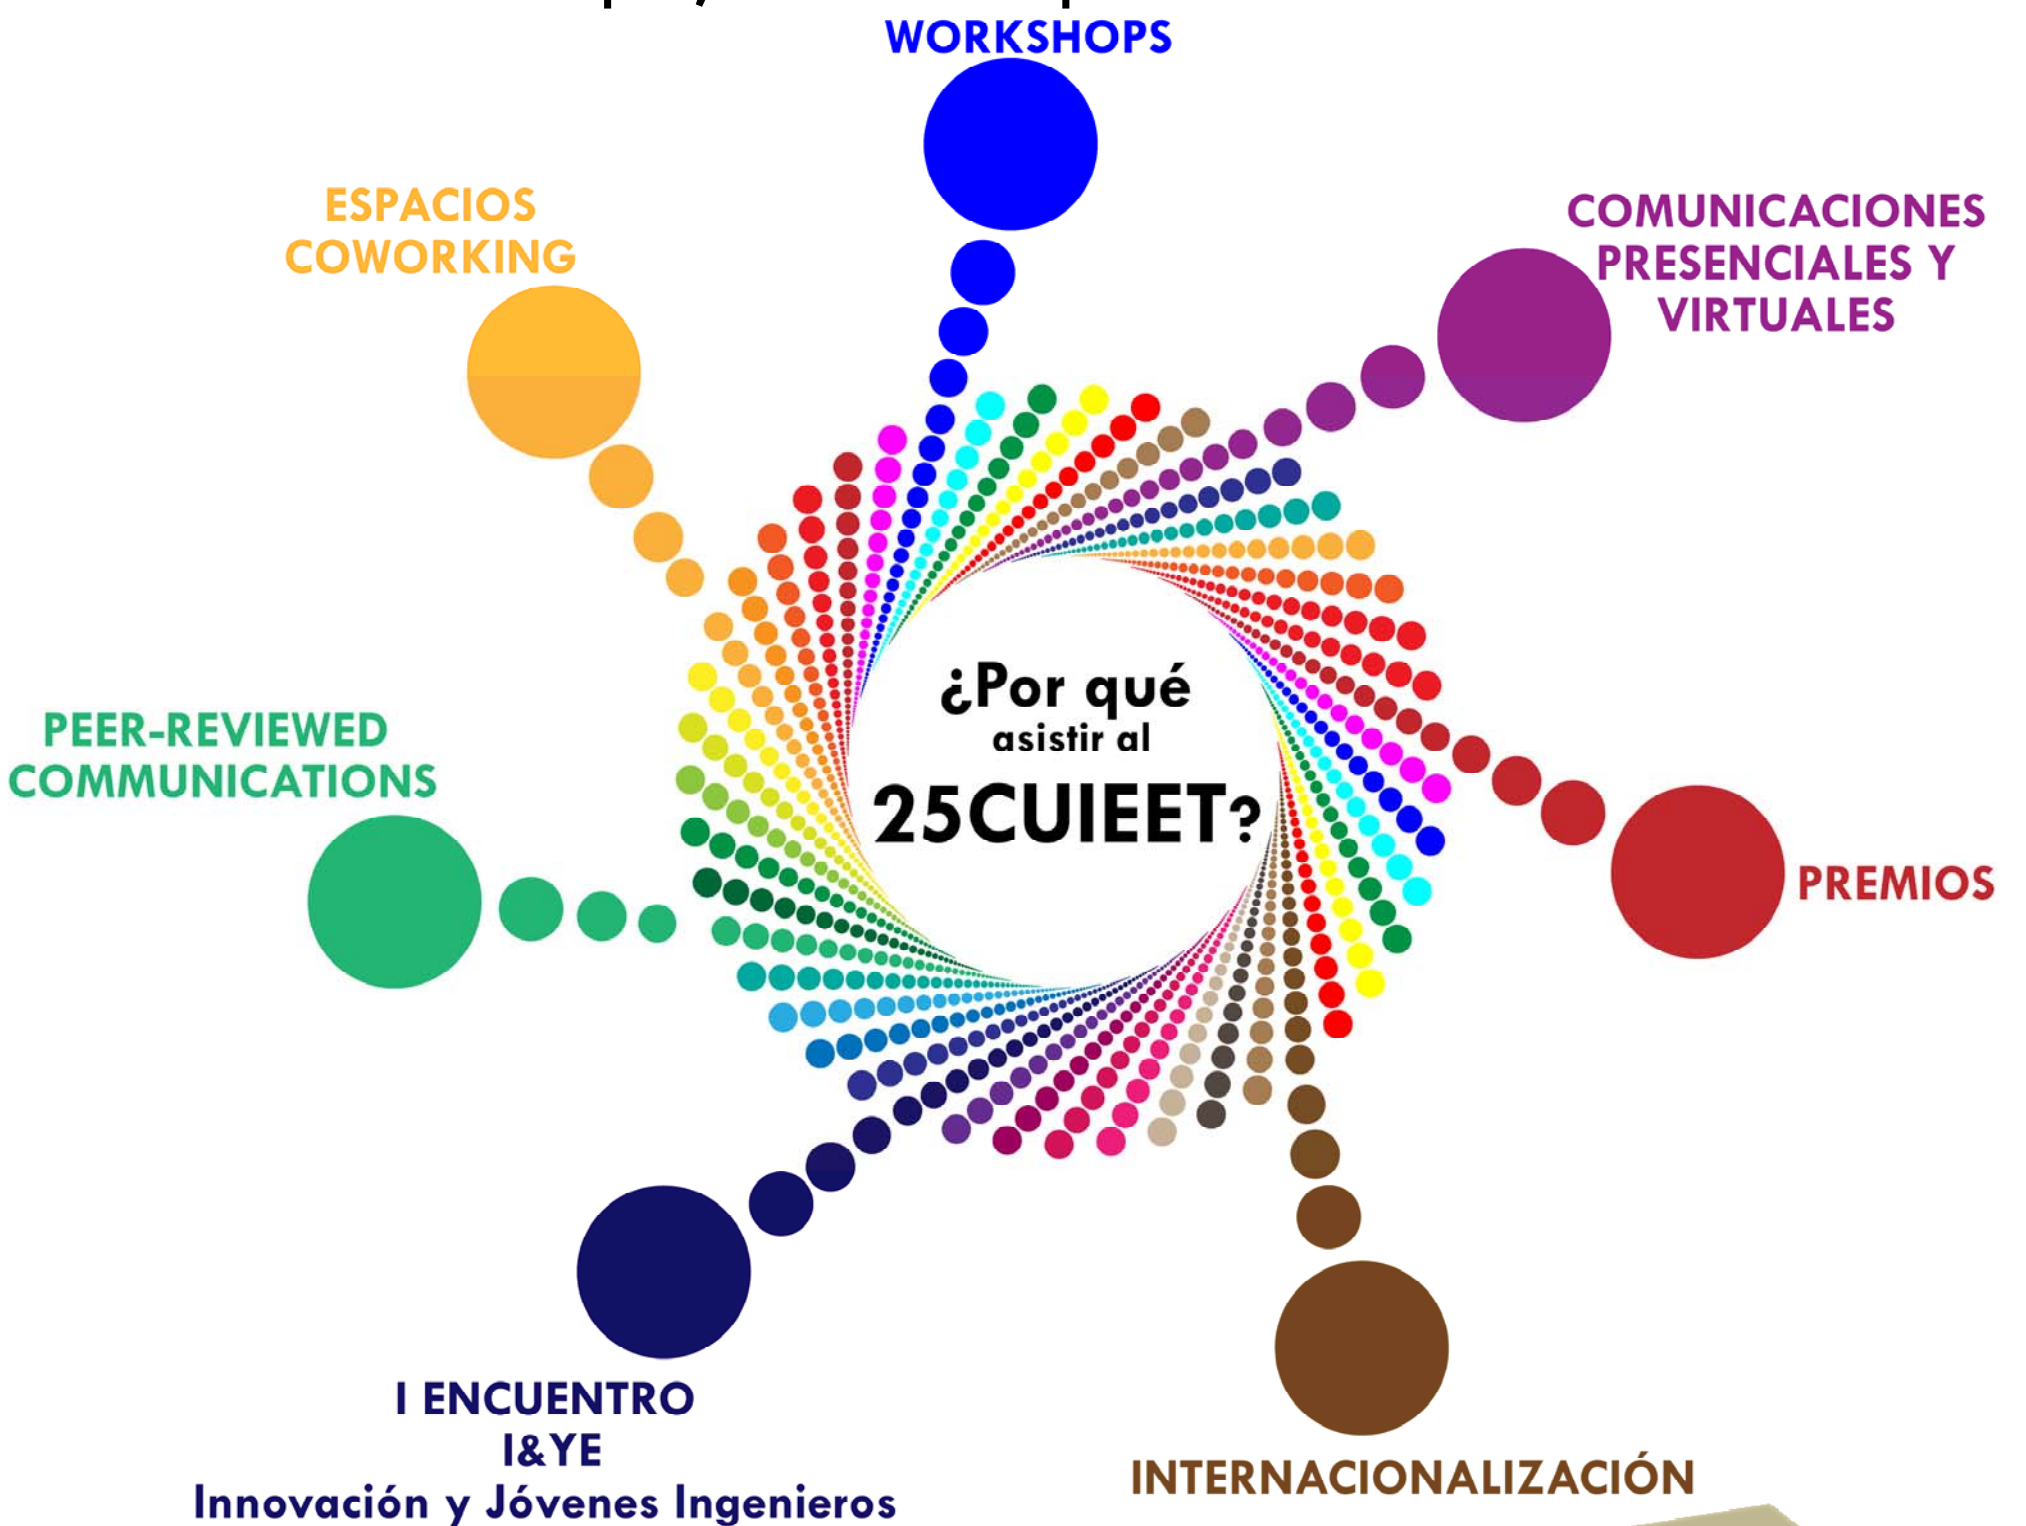 WORKSHOPS
ESPACIOS
COWORKING
COMUNICACIONES
PRESENCIALES Y
VIRTUALES
¿Por qué
asistir al
25CUIEET?
PEER-REVIEWED
COMMUNICATIONS
PREMIOS
I ENCUENTRO
I&YE
Innovación y Jóvenes Ingenieros
INTERNACIONALIZACIÓN